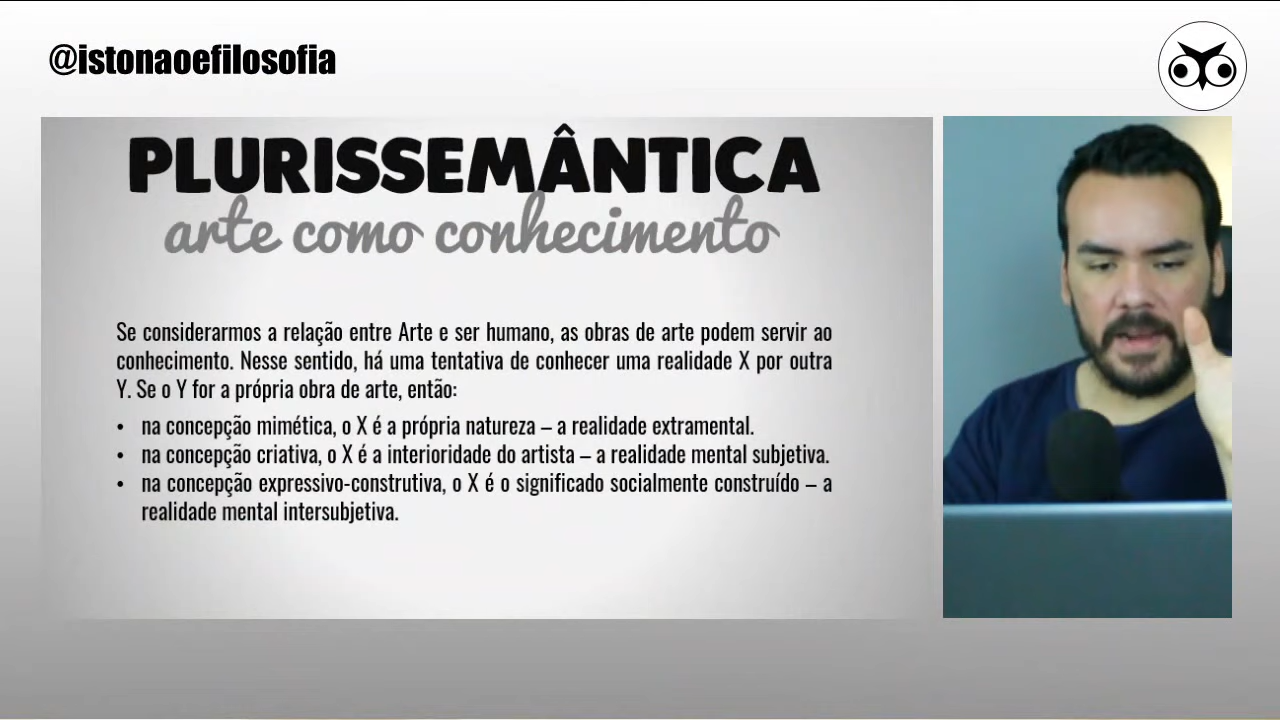 @istonaoefilosofia
PLURISSEMÂNTICA
arte como conhecimento
Se considerarmos a relação entre Arte e ser humano, as obras de arte podem servir ao
conhecimento. Nesse sentido, há uma tentativa de conhecer uma realidade X por outra
Y. Se o Y for a própria obra de arte, então:
• na concepção mimética, o X é a própria natureza – a realidade extramental.
• na concepção criativa, o X é a interioridade do artista – a realidade mental subjetiva.
• na concepção expressivo-construtiva, o X é o significado socialmente construído – a
realidade mental intersubjetiva.